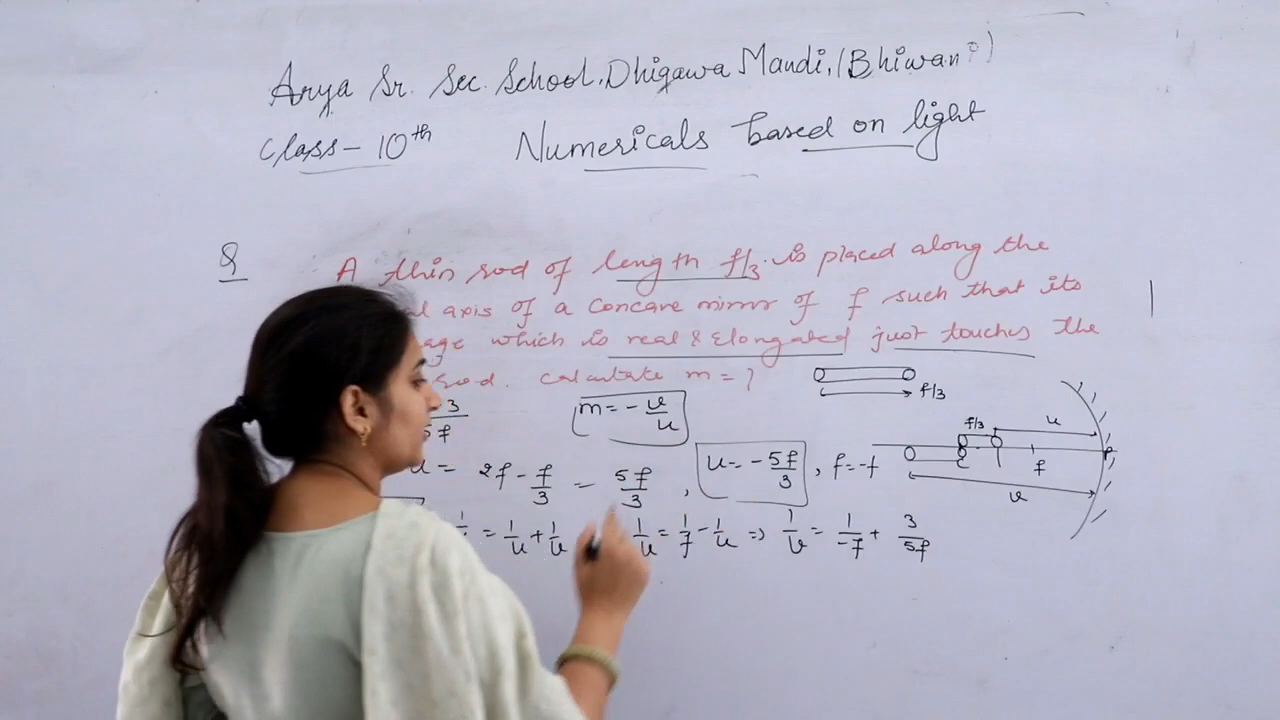 Arya Sr. Sec. School, Dhigawa Mandi, (Bhiwani)
Class - 10th Numericals based on light
Q A thin rod of length f/3 is placed along the
axis of a concave mirror of f such that its
which is real & Elongated just touches the
rod. Calculate m = ?
f/3
m = - v/u
u = 2f - f/3 = 5f/3 , u = - 5f/3 , f = -f
f/3 u
c f P
v
= 1/u + 1/v 1/v = 1/f - 1/u => 1/v = 1/-f + 3/5f